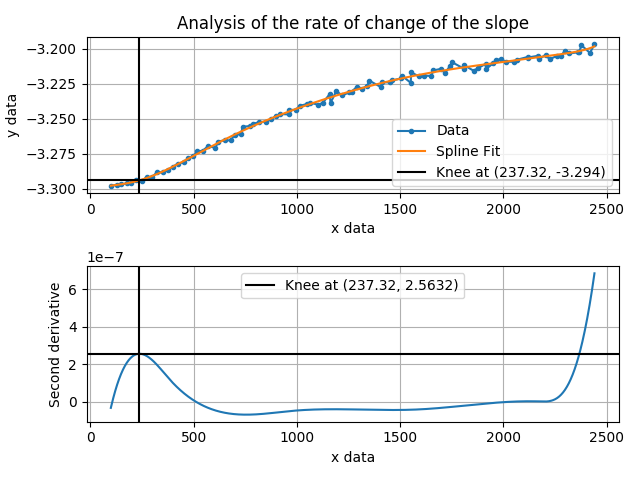 Analysis of the rate of change of the slope
−3.200
−3.225
−3.250
−3.275
−3.300
y data
Data
Spline Fit
Knee at (237.32, -3.294)
0 500 1000 1500 2000 2500
x data
1e−7
Knee at (237.32, 2.5632)
6
4
2
0
Second derivative
0 500 1000 1500 2000 2500
x data